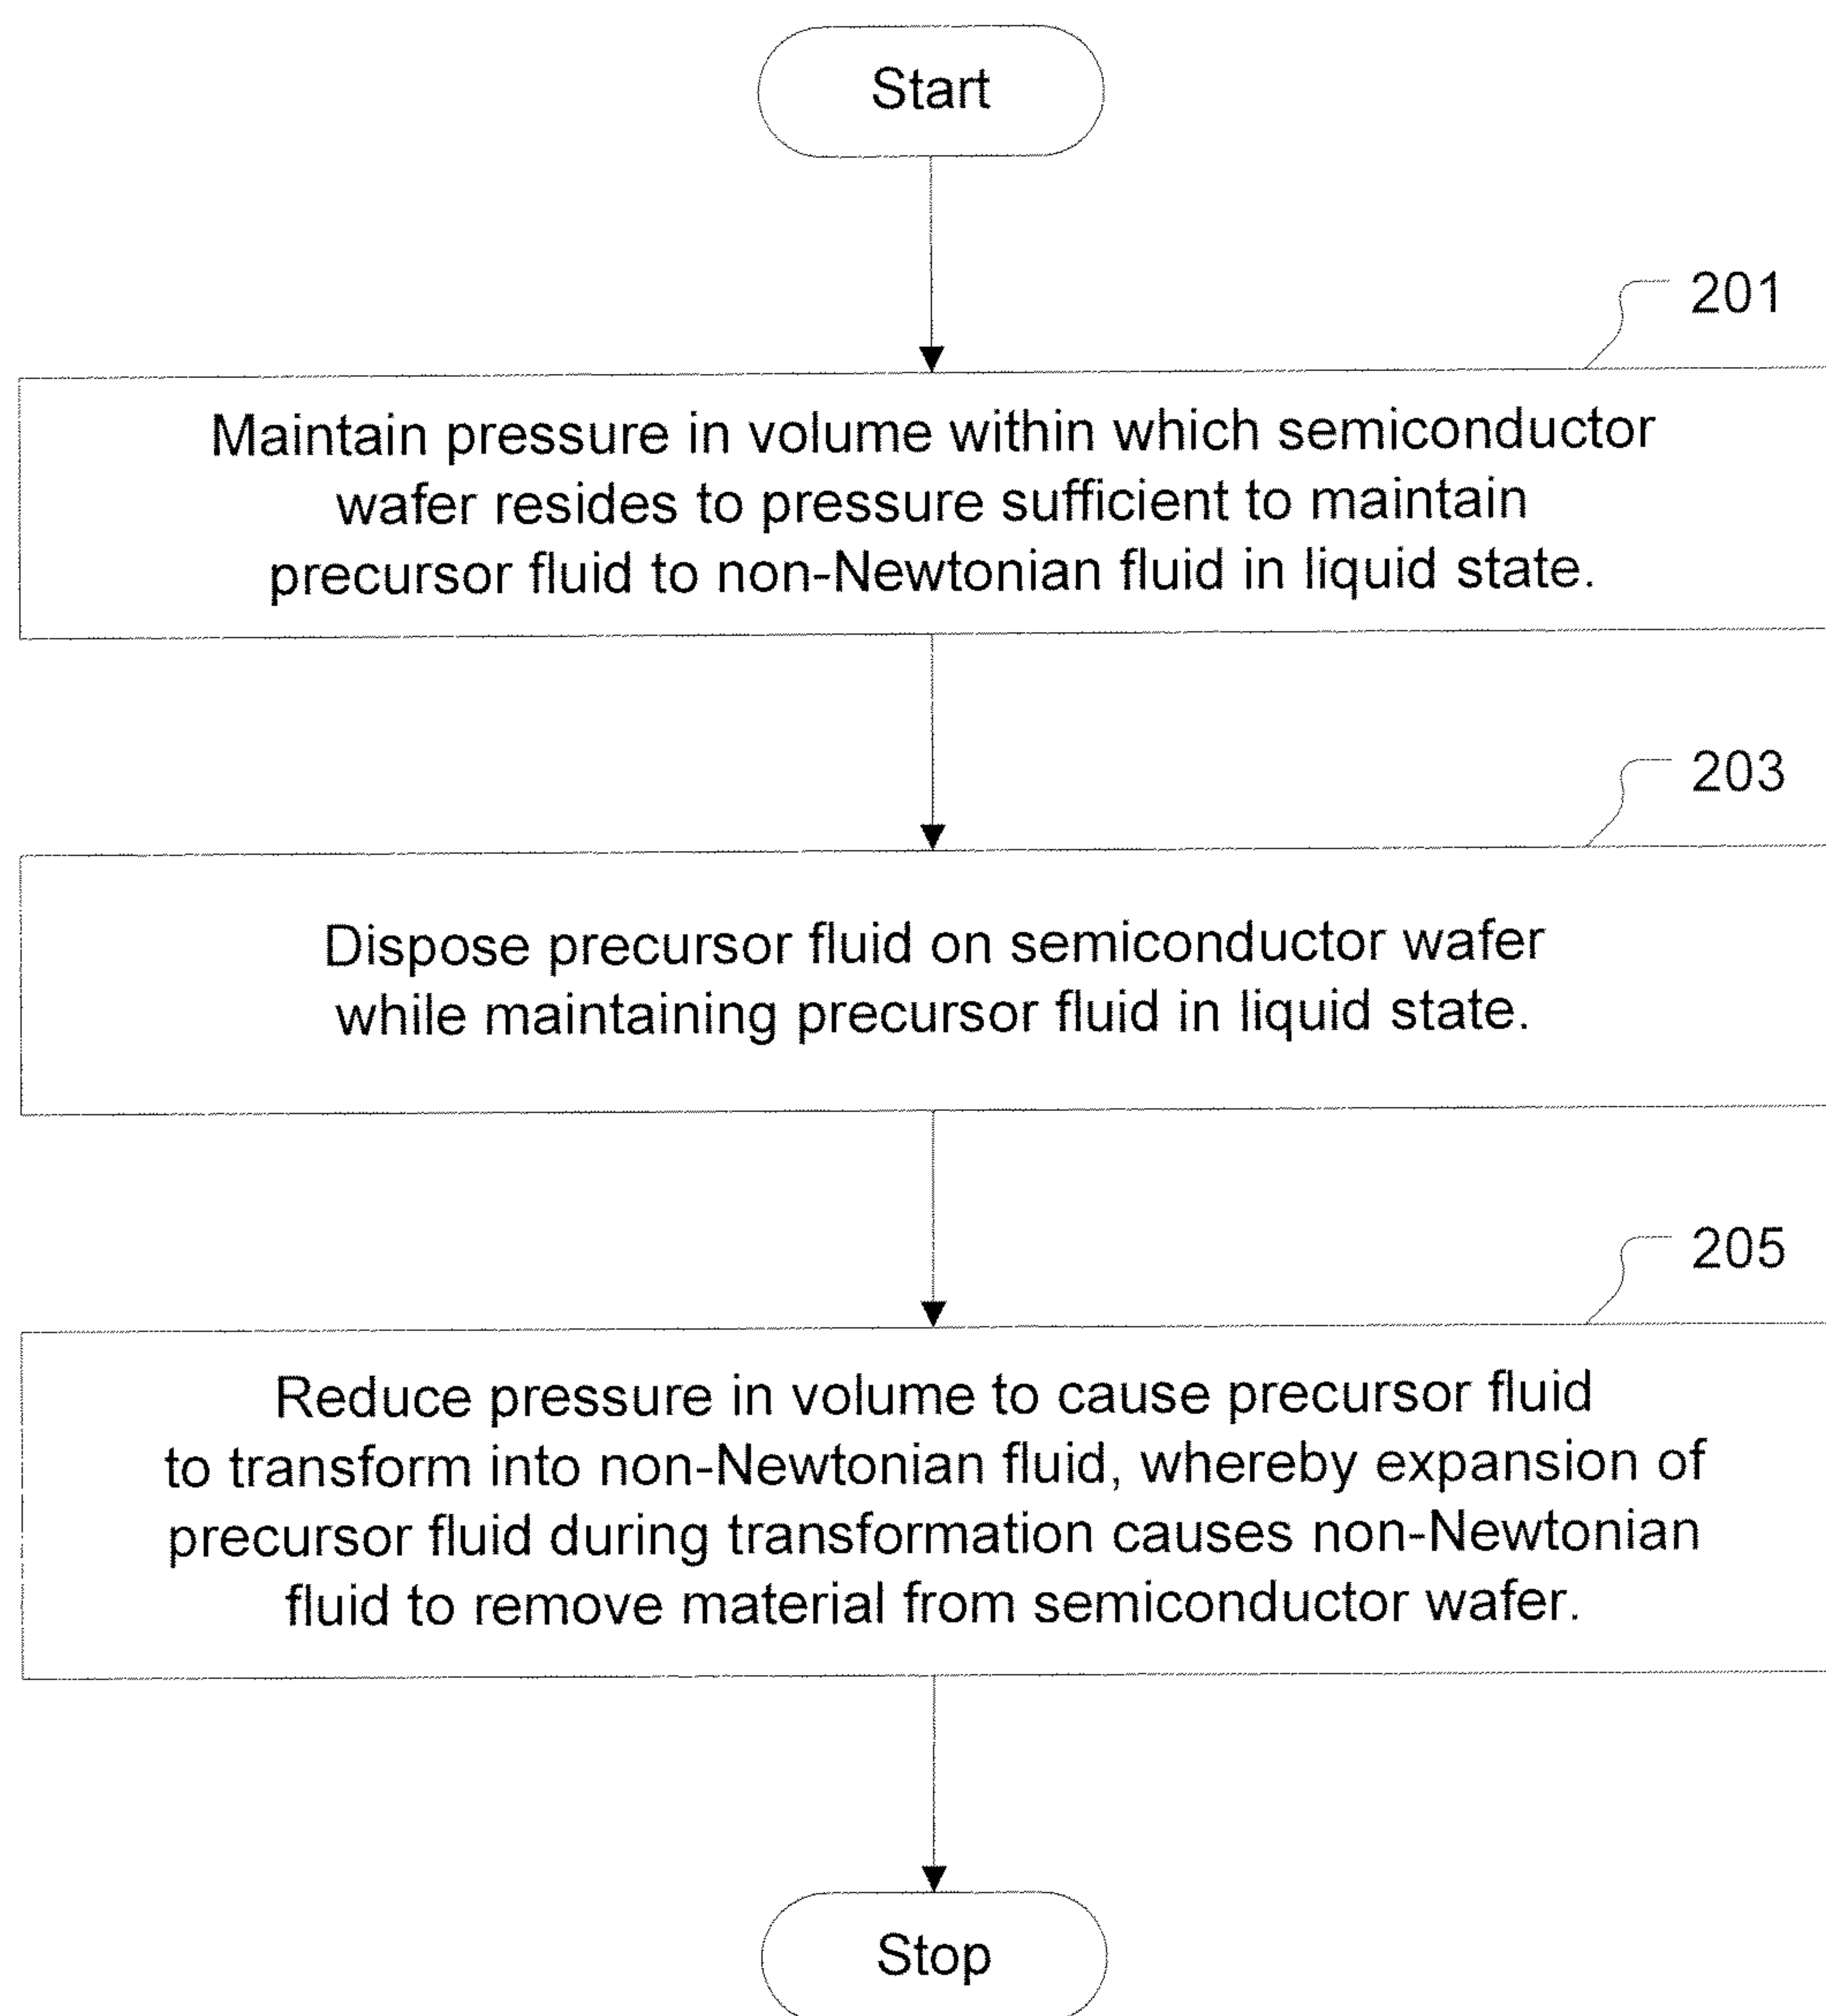 Start
201
Maintain pressure in volume within which semiconductor
wafer resides to pressure sufficient to maintain
precursor fluid to non-Newtonian fluid in liquid state.
203
Dispose precursor fluid on semiconductor wafer
while maintaining precursor fluid in liquid state.
205
Reduce pressure in volume to cause precursor fluid
to transform into non-Newtonian fluid, whereby expansion of
precursor fluid during transformation causes non-Newtonian
fluid to remove material from semiconductor wafer.
Stop